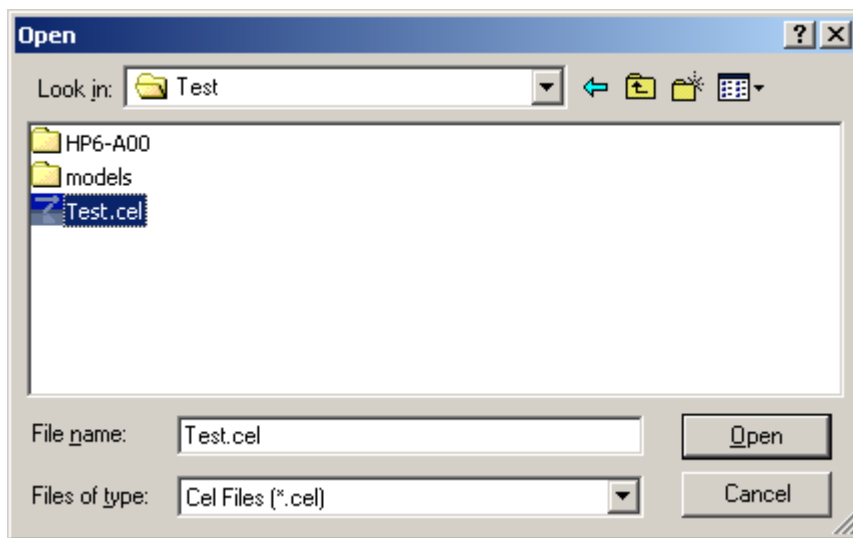 Open
Look in: Test
HP6-A00
models
Test.cel
File name: Test.cel Open
Files of type: Cel Files (*.cel) Cancel